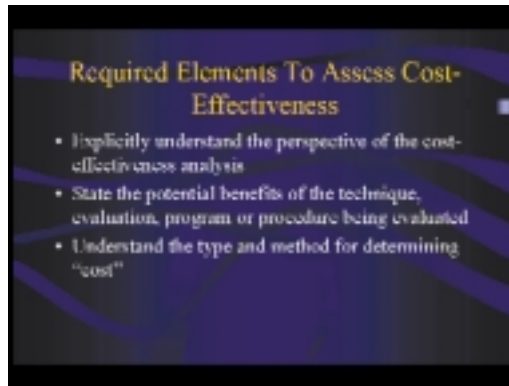 Required Elements To Assess Cost-
Effectiveness
• Explicitly understand the perspective of the cost-
effectiveness analysis
• State the potential benefits of the technique,
evaluation, program or procedure being evaluated
• Understand the type and method for determining
“cost”